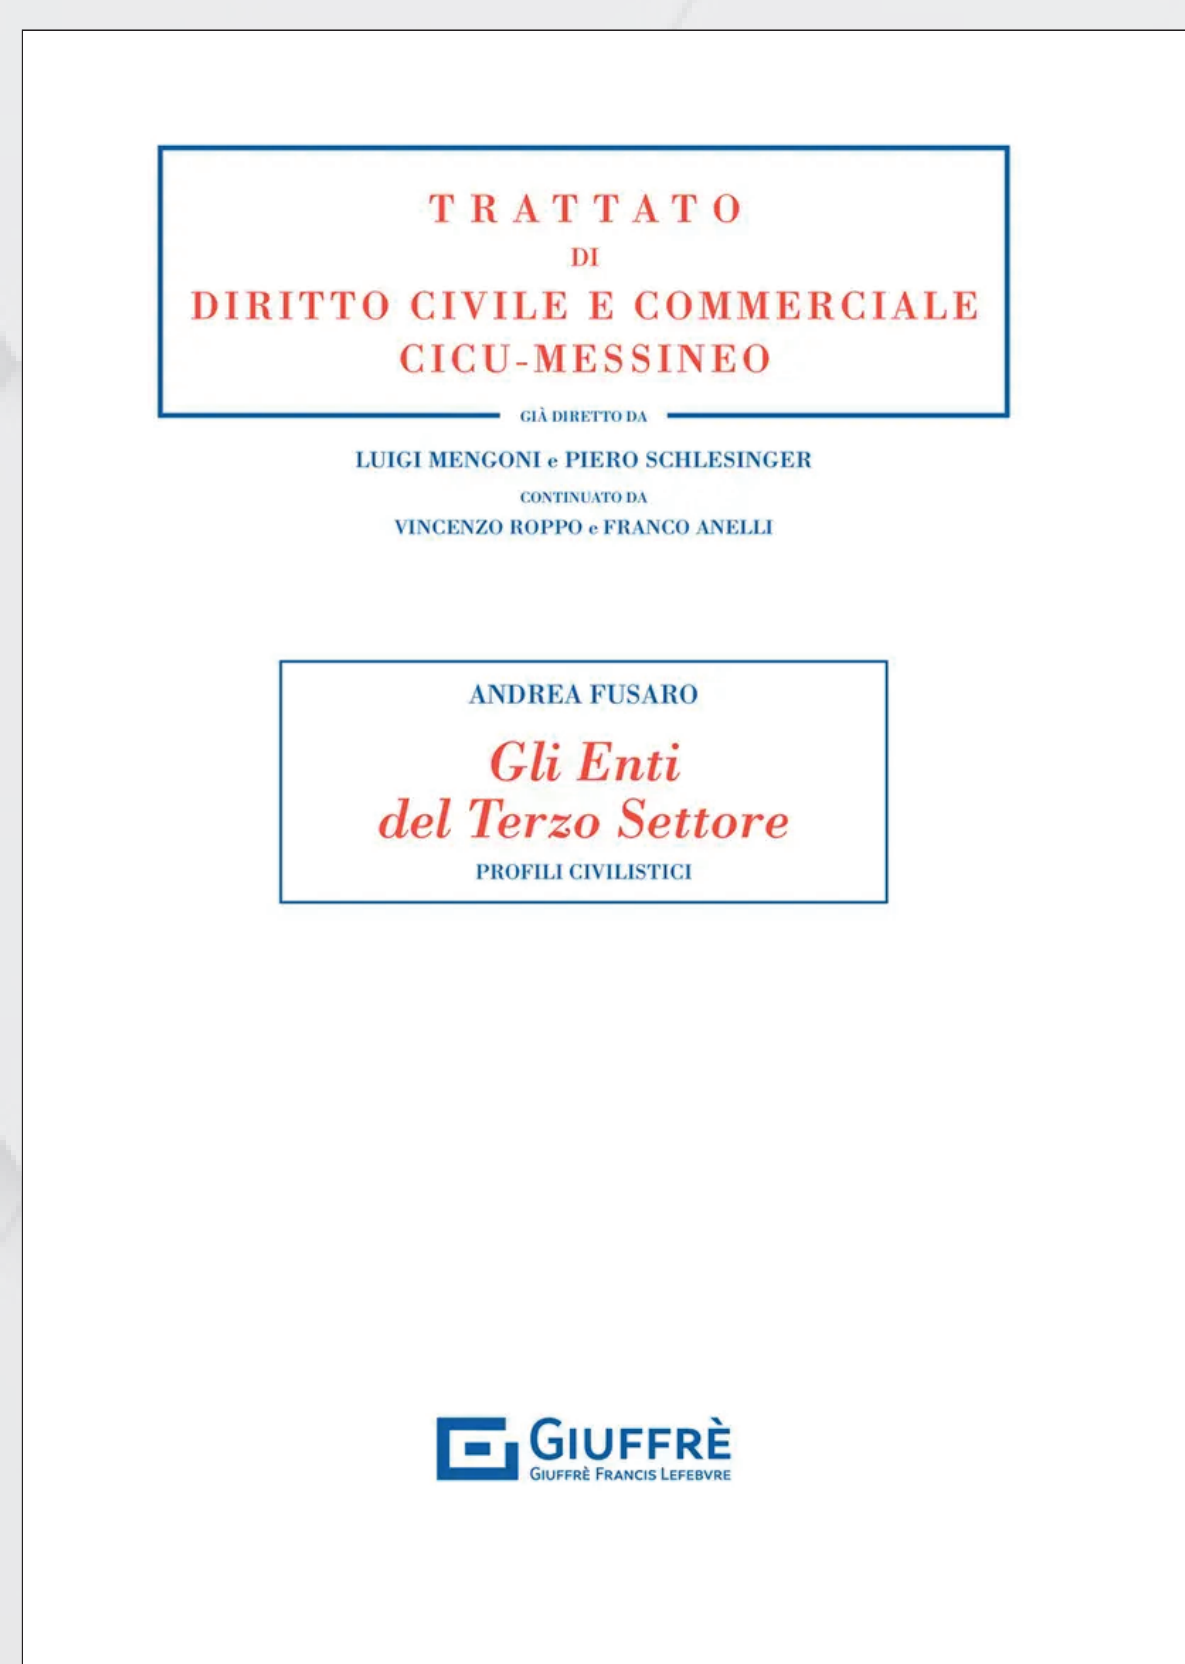 TRATTATO
DI
DIRITTO CIVILE E COMMERCIALE
CICU-MESSINEO
GIÀ DIRETTO DA
LUIGI MENGONI e PIERO SCHLESINGER
CONTINUATO DA
VINCENZO ROPPO e FRANCO ANELLI
ANDREA FUSARO
Gli Enti
del Terzo Settore
PROFILI CIVILISTICI
GIUFFRÈ
GIUFFRÈ FRANCIS LEFEBVRE